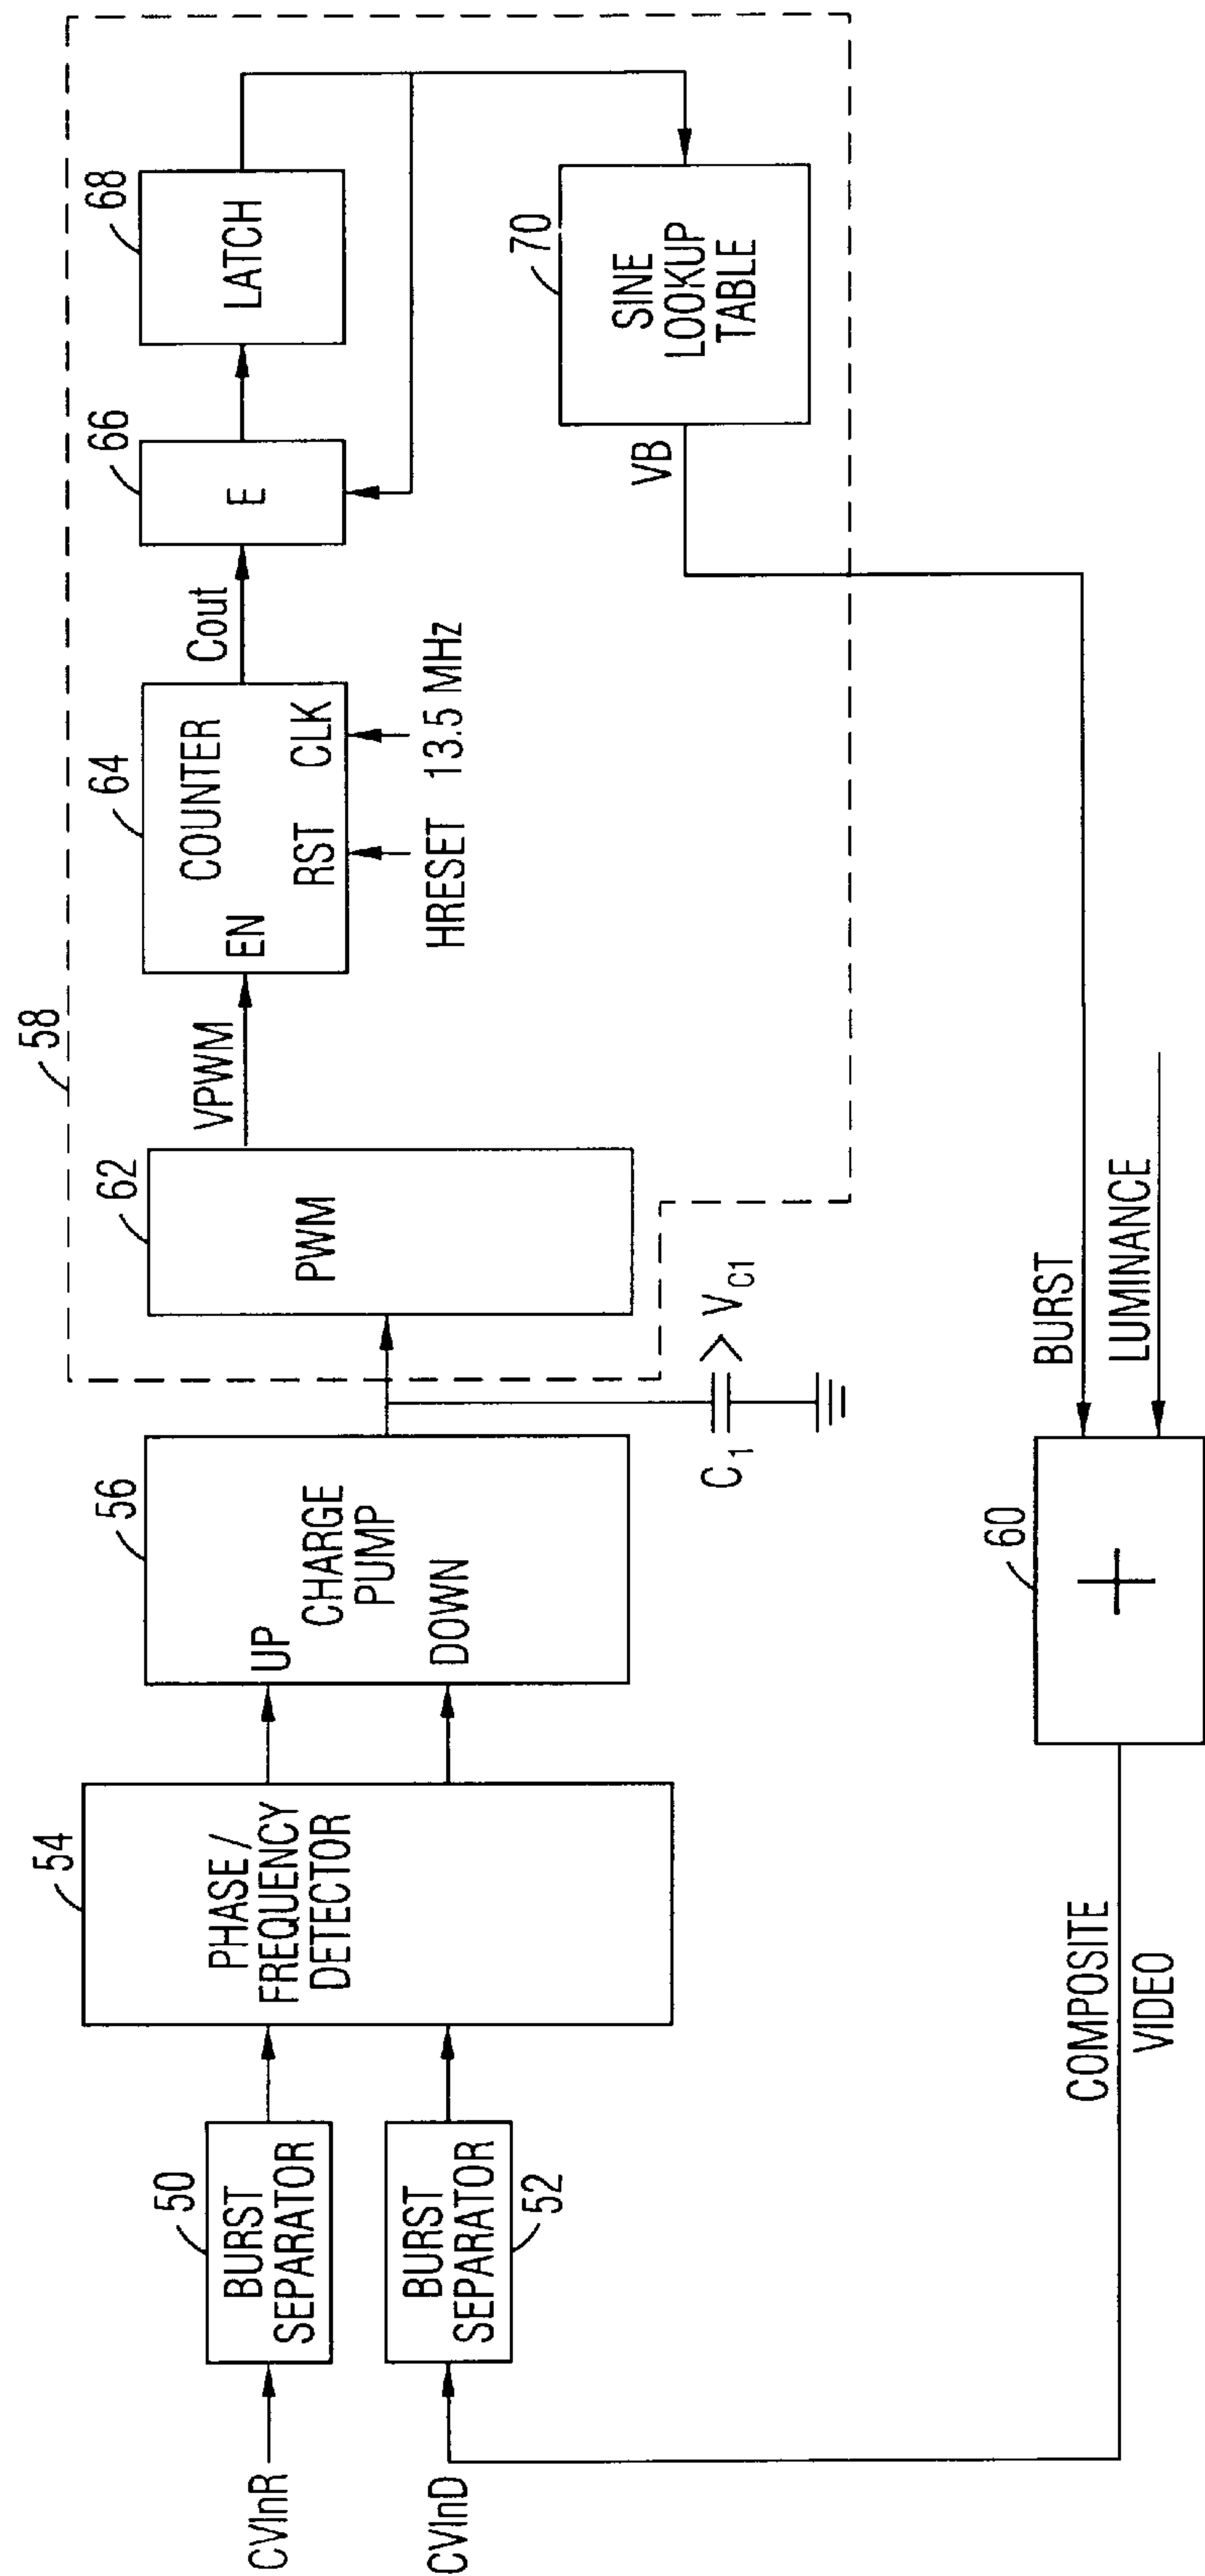 CVInR
CVInD
50
BURST
SEPARATOR
BURST
SEPARATOR
52
54
PHASE /
FREQUENCY
DETECTOR
56
UP
CHARGE
PUMP
DOWN
C1
VC1
58
62
PWM
VPWM
64
COUNTER
EN
RST
CLK
HRESET
13.5 MHz
Cout
66
E
68
LATCH
70
SINE
LOOKUP
TABLE
VB
BURST
LUMINANCE
60
+
COMPOSITE
VIDEO